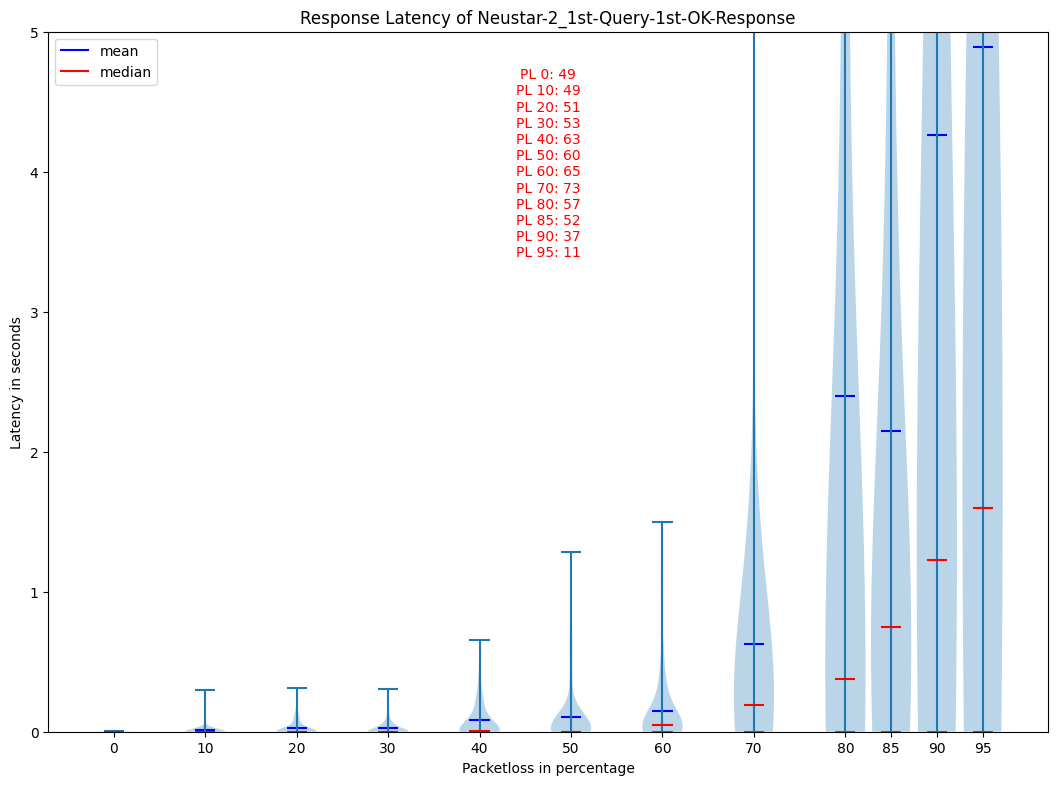 Response Latency of Neustar-2_1st-Query-1st-OK-Response
mean
median
PL 0: 49
PL 10: 49
PL 20: 51
PL 30: 53
PL 40: 63
PL 50: 60
PL 60: 65
PL 70: 73
PL 80: 57
PL 85: 52
PL 90: 37
PL 95: 11
Latency in seconds
5
4
3
2
1
0
0 10 20 30 40 50 60 70 80 85 90 95
Packetloss in percentage